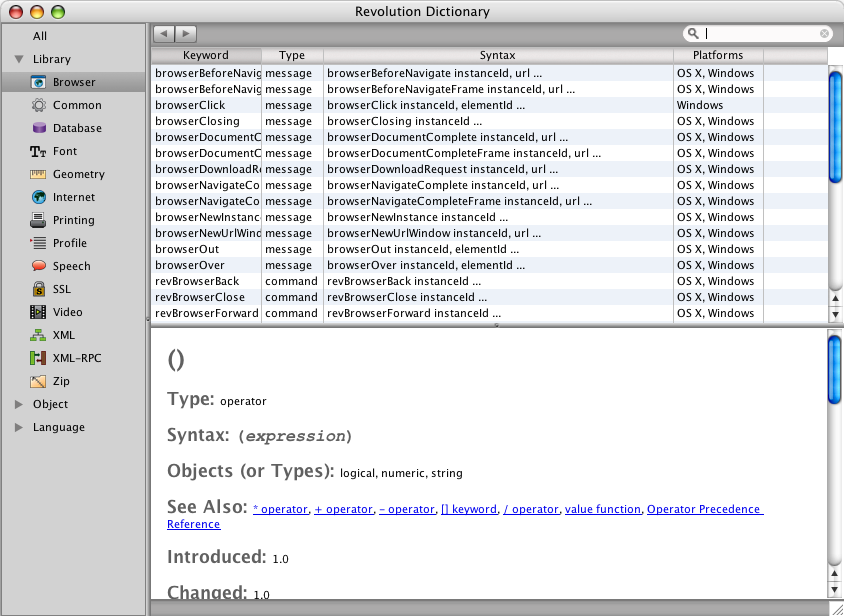 Revolution Dictionary
All
Library
Browser
Common
Database
Font
Geometry
Internet
Printing
Profile
Speech
SSL
Video
XML
XML-RPC
Zip
Object
Language
Keyword Type Syntax Platforms
browserBeforeNavig message browserBeforeNavigate instanceId, url ... OS X, Windows
browserBeforeNavig message browserBeforeNavigateFrame instanceId, url ... OS X, Windows
browserClick message browserClick instanceId, elementId ... Windows
browserClosing message browserClosing instanceId ... OS X, Windows
browserDocumentC message browserDocumentComplete instanceId, url ... OS X, Windows
browserDocumentC message browserDocumentCompleteFrame instanceId, url ... OS X, Windows
browserDownloadRe message browserDownloadRequest instanceId, url ... OS X, Windows
browserNavigateCo message browserNavigateComplete instanceId, url ... OS X, Windows
browserNavigateCo message browserNavigateCompleteFrame instanceId, url ... OS X, Windows
browserNewInstanc message browserNewInstance instanceId ... OS X, Windows
browserNewUrlWind message browserNewUrlWindow instanceId, url ... OS X, Windows
browserOut message browserOut instanceId, elementId ... OS X, Windows
browserOver message browserOver instanceId, elementId ... OS X, Windows
revBrowserBack command revBrowserBack instanceId ... OS X, Windows
revBrowserClose command revBrowserClose instanceId ... OS X, Windows
revBrowserForward command revBrowserForward instanceId ... OS X, Windows
()
Type: operator
Syntax: (expression)
Objects (or Types): logical, numeric, string
See Also: * operator, + operator, - operator, [] keyword, / operator, value function, Operator Precedence
Reference
Introduced: 1.0
Changed: 1.0